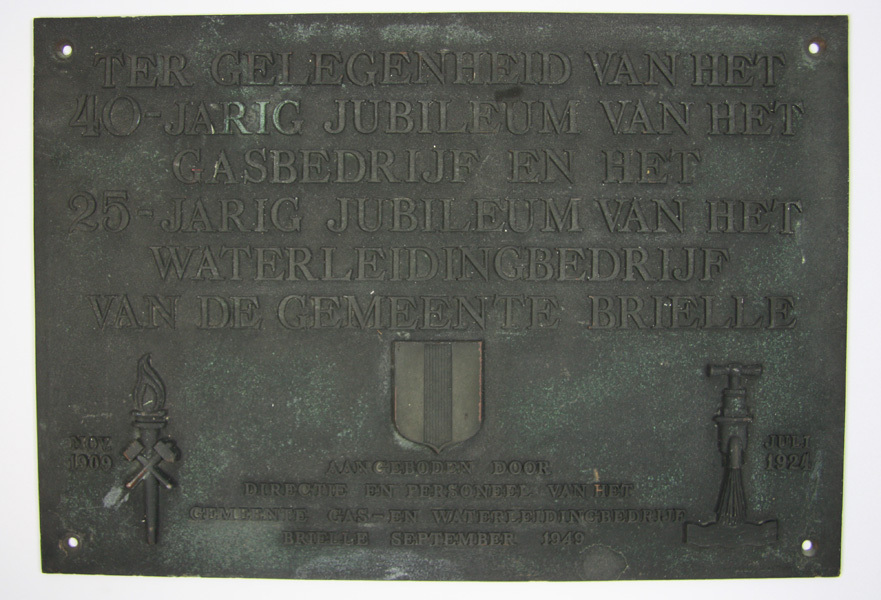 TER GELEGENHEID VAN HET
40-JARIG JUBILEUM VAN HET
GASBEDRIJF EN HET
25-JARIG JUBILEUM VAN HET
WATERLEIDINGBEDRIJF
VAN DE GEMEENTE BRIELLE
NOV.
1909
JULI
1924
AANGEBODEN DOOR
DIRECTIE EN PERSONEEL VAN HET
GEMEENTE GAS-EN WATERLEIDINGBEDRIJF
BRIELLE SEPTEMBER 1949